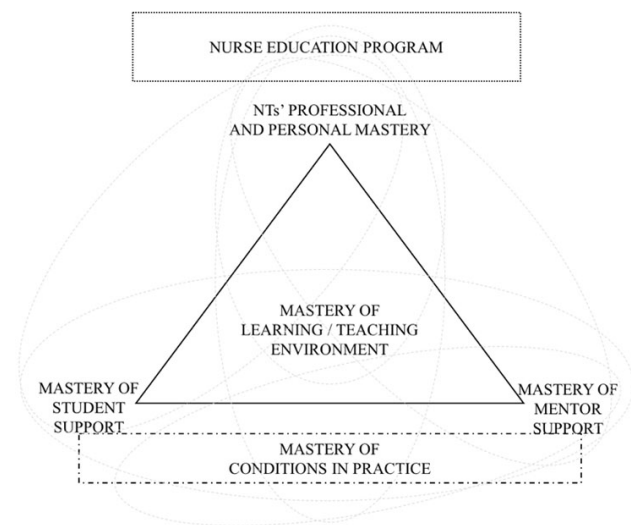 NURSE EDUCATION PROGRAM
NTs' PROFESSIONAL
AND PERSONAL MASTERY
MASTERY OF
LEARNING / TEACHING
ENVIRONMENT
MASTERY OF
STUDENT
SUPPORT
MASTERY OF
MENTOR
SUPPORT
MASTERY OF
CONDITIONS IN PRACTICE